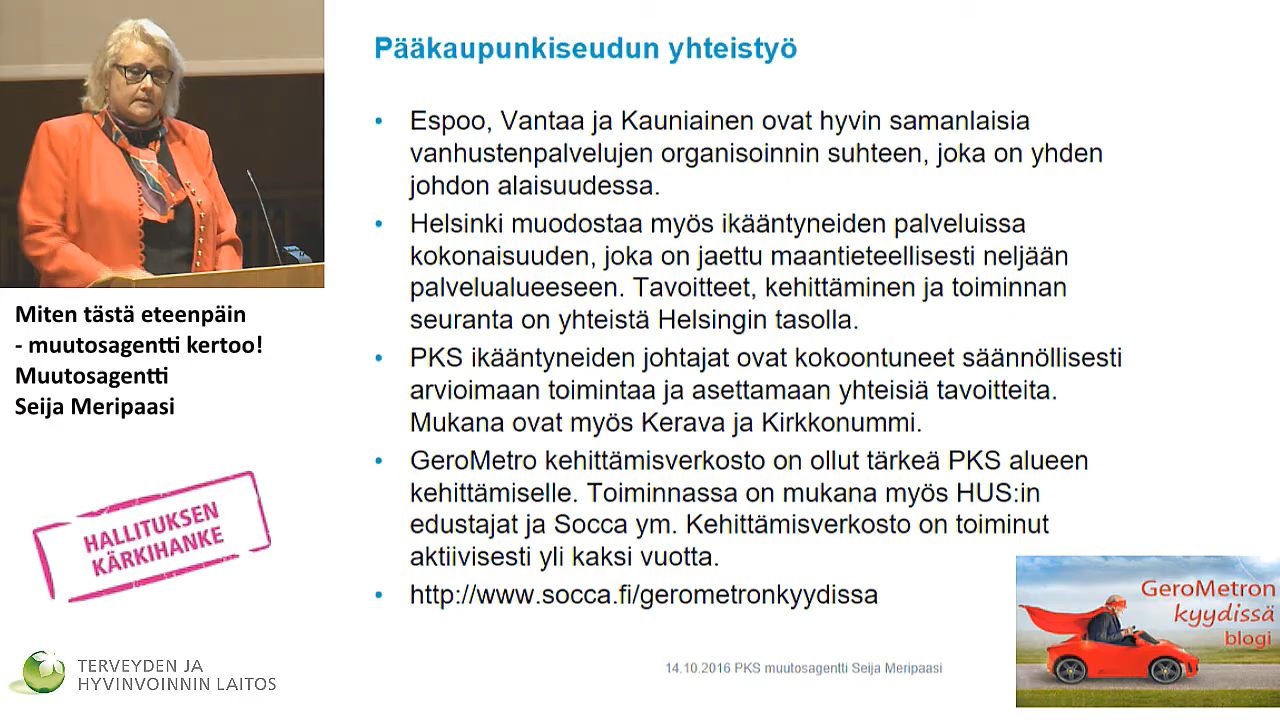 Pääkaupunkiseudun yhteistyö
• Espoo, Vantaa ja Kauniainen ovat hyvin samanlaisia
vanhustenpalvelujen organisoinnin suhteen, joka on yhden
johdon alaisuudessa.
• Helsinki muodostaa myös ikääntyneiden palveluissa
kokonaisuuden, joka on jaettu maantieteellisesti neljään
palvelualueeseen. Tavoitteet, kehittäminen ja toiminnan
seuranta on yhteistä Helsingin tasolla.
• PKS ikääntyneiden johtajat ovat kokoontuneet säännöllisesti
arvioimaan toimintaa ja asettamaan yhteisiä tavoitteita.
Mukana ovat myös Kerava ja Kirkkonummi.
• GeroMetro kehittämisverkosto on ollut tärkeä PKS alueen
kehittämiselle. Toiminnassa on mukana myös HUS:in
edustajat ja Socca ym. Kehittämisverkosto on toiminut
aktiivisesti yli kaksi vuotta.
• http://www.socca.fi/gerometronkyydissa
14.10.2016 PKS muutosagentti Seija Meripaasi
GeroMetron
kyydissä
blogi
Miten tästä eteenpäin
- muutosagentti kertoo!
Muutosagentti
Seija Meripaasi
HALLITUKSEN
KÄRKIHANKE
TERVEYDEN JA
HYVINVOINNIN LAITOS